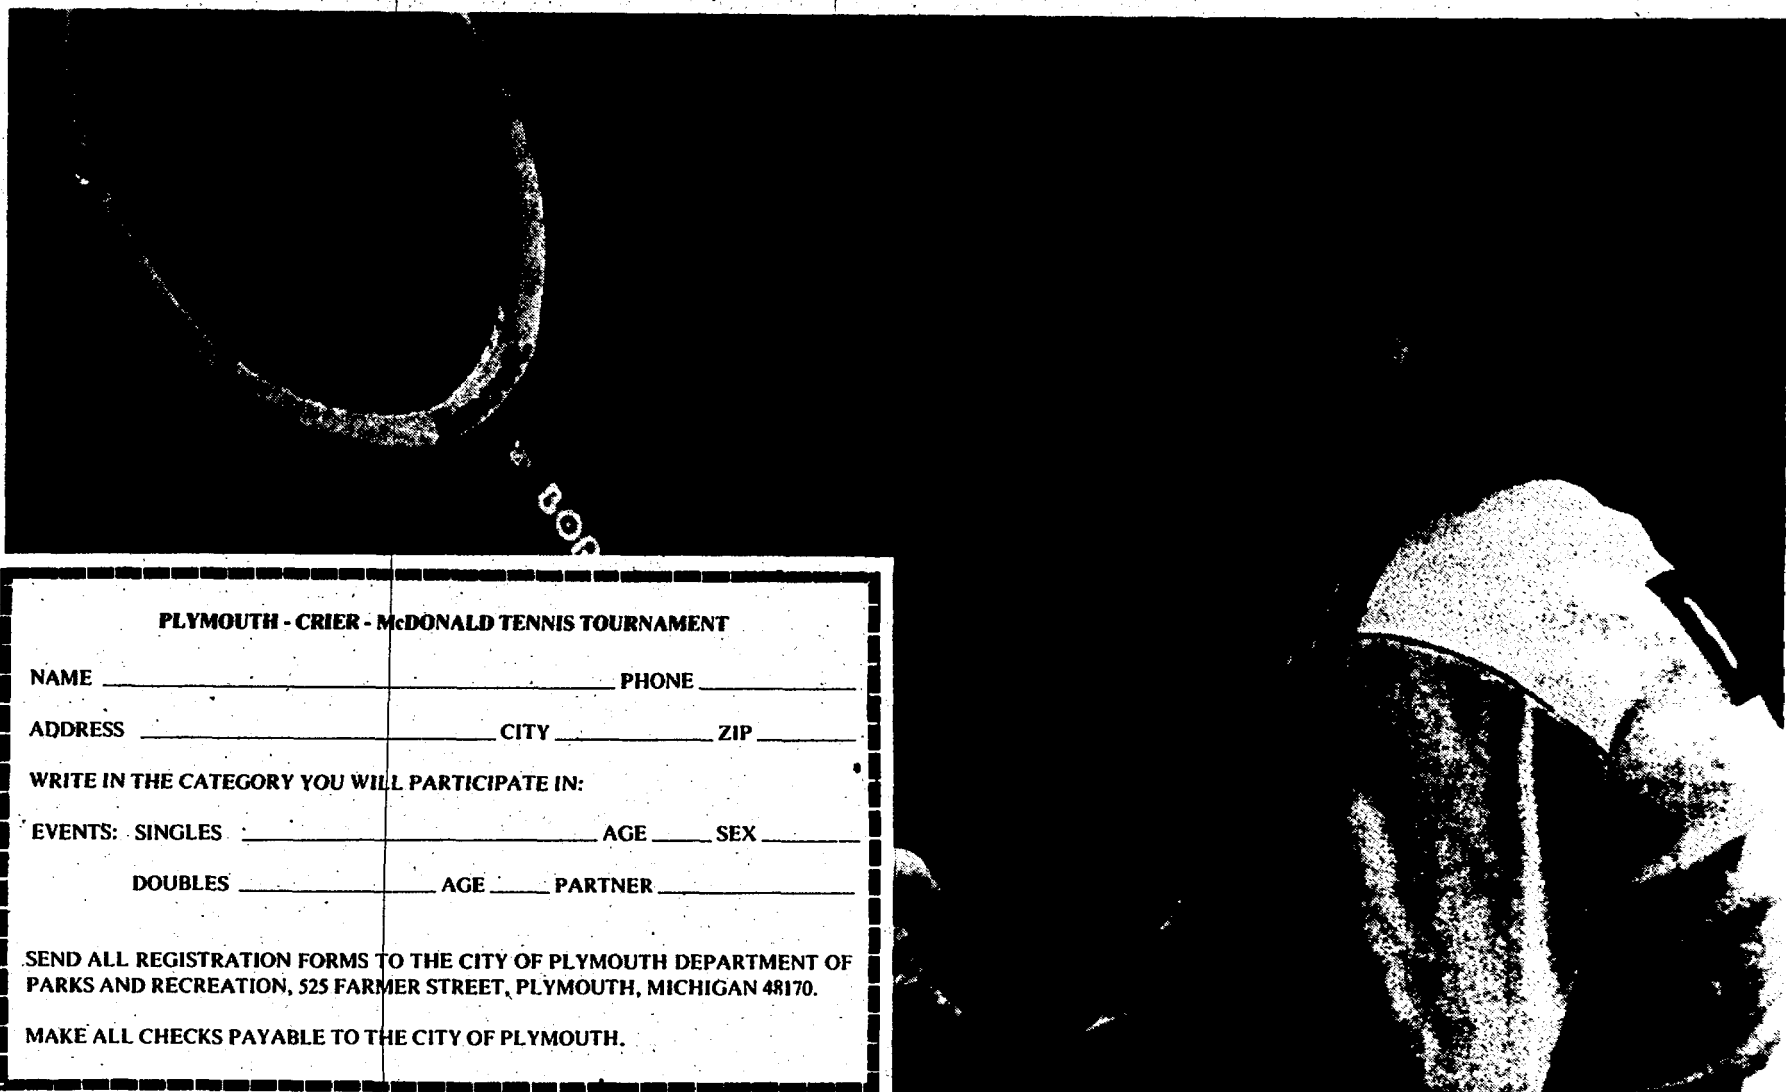 BOR
PLYMOUTH - CRIER - McDONALD TENNIS TOURNAMENT
NAME PHONE
ADDRESS CITY ZIP
WRITE IN THE CATEGORY YOU WILL PARTICIPATE IN:
EVENTS: SINGLES AGE SEX
DOUBLES AGE PARTNER
SEND ALL REGISTRATION FORMS TO THE CITY OF PLYMOUTH DEPARTMENT OF
PARKS AND RECREATION, 525 FARMER STREET, PLYMOUTH, MICHIGAN 48170.
MAKE ALL CHECKS PAYABLE TO THE CITY OF PLYMOUTH.